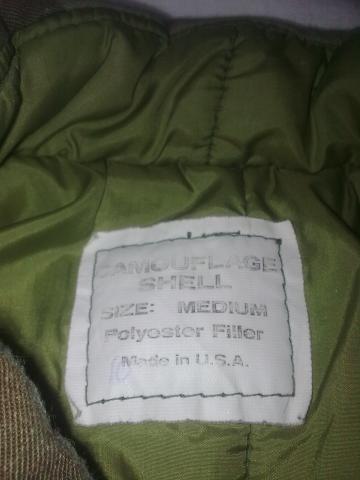 CAMOUFLAGE
SHELL
SIZE: MEDIUM
Polyester Filler
Made in U.S.A.